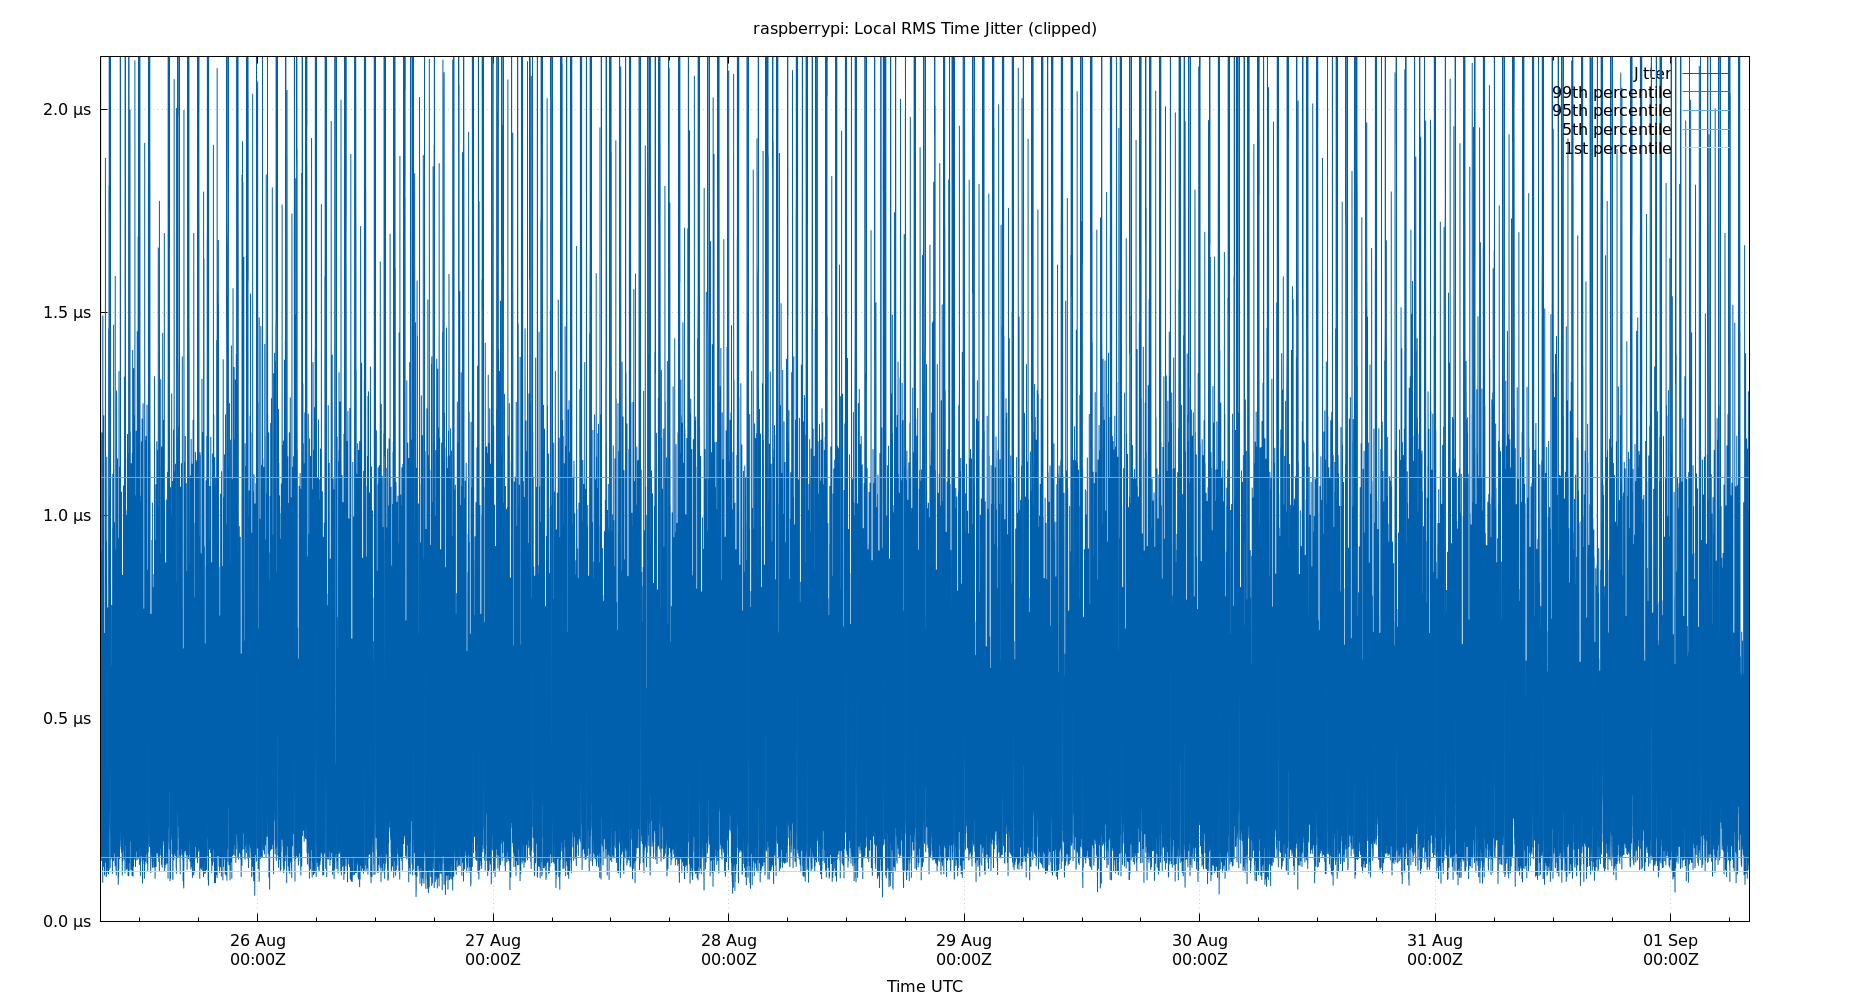 raspberrypi: Local RMS Time Jitter (clipped)
Jitter
99th percentile
95th percentile
5th percentile
1st percentile
2.0 µs
1.5 µs
1.0 µs
0.5 µs
0.0 µs
26 Aug 27 Aug 28 Aug 29 Aug 30 Aug 31 Aug 01 Sep
00:00Z 00:00Z 00:00Z 00:00Z 00:00Z 00:00Z 00:00Z
Time UTC